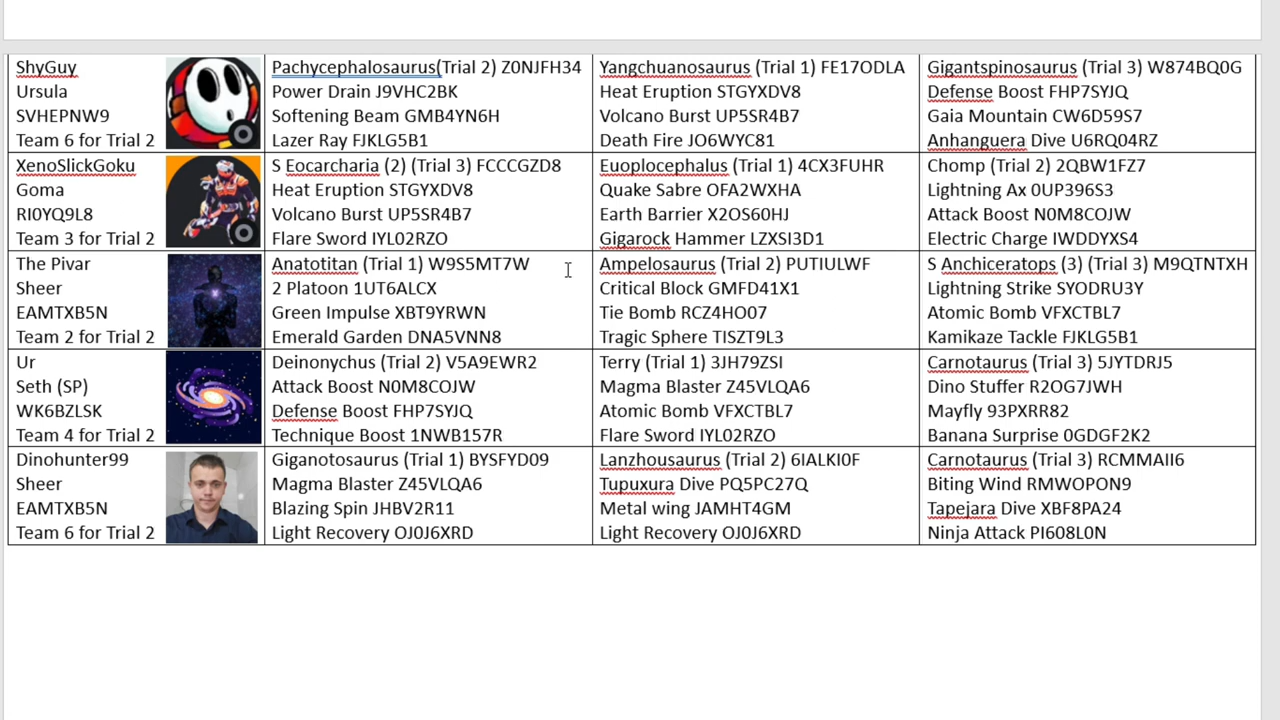 ShyGuy
Ursula
SVHEPNW9
Team 6 for Trial 2
Pachycephalosaurus(Trial 2) Z0NJFH34
Power Drain J9VHC2BK
Softening Beam GMB4YN6H
Lazer Ray FJKLG5B1
Yangchuanosaurus (Trial 1) FE17ODLA
Heat Eruption STGYXDV8
Volcano Burst UP5SR4B7
Death Fire JO6WYC81
Gigantspinosaurus (Trial 3) W874BQ0G
Defense Boost FHP7SYJQ
Gaia Mountain CW6D59S7
Anhanguera Dive U6RQ04RZ
XenoSlickGoku
Goma
RI0YQ9L8
Team 3 for Trial 2
S Eocarcharia (2) (Trial 3) FCCCGZD8
Heat Eruption STGYXDV8
Volcano Burst UP5SR4B7
Flare Sword IYL02RZO
Euoplocephalus (Trial 1) 4CX3FUHR
Quake Sabre OFA2WXHA
Earth Barrier X2OS60HJ
Gigarock Hammer LZXSI3D1
Chomp (Trial 2) 2QBW1FZ7
Lightning Ax 0UP396S3
Attack Boost N0M8COJW
Electric Charge IWDDYXS4
The Pivar
Sheer
EAMTXB5N
Team 2 for Trial 2
Anatotitan (Trial 1) W9S5MT7W
2 Platoon 1UT6ALCX
Green Impulse XBT9YRWN
Emerald Garden DNA5VNN8
Ampelosaurus (Trial 2) PUTIULWF
Critical Block GMFD41X1
Tie Bomb RCZ4HO07
Tragic Sphere TISZT9L3
S Anchiceratops (3) (Trial 3) M9QTNTXH
Lightning Strike SYODRU3Y
Atomic Bomb VFXCTBL7
Kamikaze Tackle FJKLG5B1
Ur
Seth (SP)
WK6BZLSK
Team 4 for Trial 2
Deinonychus (Trial 2) V5A9EWR2
Attack Boost N0M8COJW
Defense Boost FHP7SYJQ
Technique Boost 1NWB157R
Terry (Trial 1) 3JH79ZSI
Magma Blaster Z45VLQA6
Atomic Bomb VFXCTBL7
Flare Sword IYL02RZO
Carnotaurus (Trial 3) 5JYTDRJ5
Dino Stuffer R2OG7JWH
Mayfly 93PXRR82
Banana Surprise 0GDGF2K2
Dinohunter99
Sheer
EAMTXB5N
Team 6 for Trial 2
Giganotosaurus (Trial 1) BYSFYD09
Magma Blaster Z45VLQA6
Blazing Spin JHBV2R11
Light Recovery OJ0J6XRD
Lanzhousaurus (Trial 2) 6IALKI0F
Tupuxura Dive PQ5PC27Q
Metal wing JAMHT4GM
Light Recovery OJ0J6XRD
Carnotaurus (Trial 3) RCMMAII6
Biting Wind RMWOPON9
Tapejara Dive XBF8PA24
Ninja Attack PI608L0N